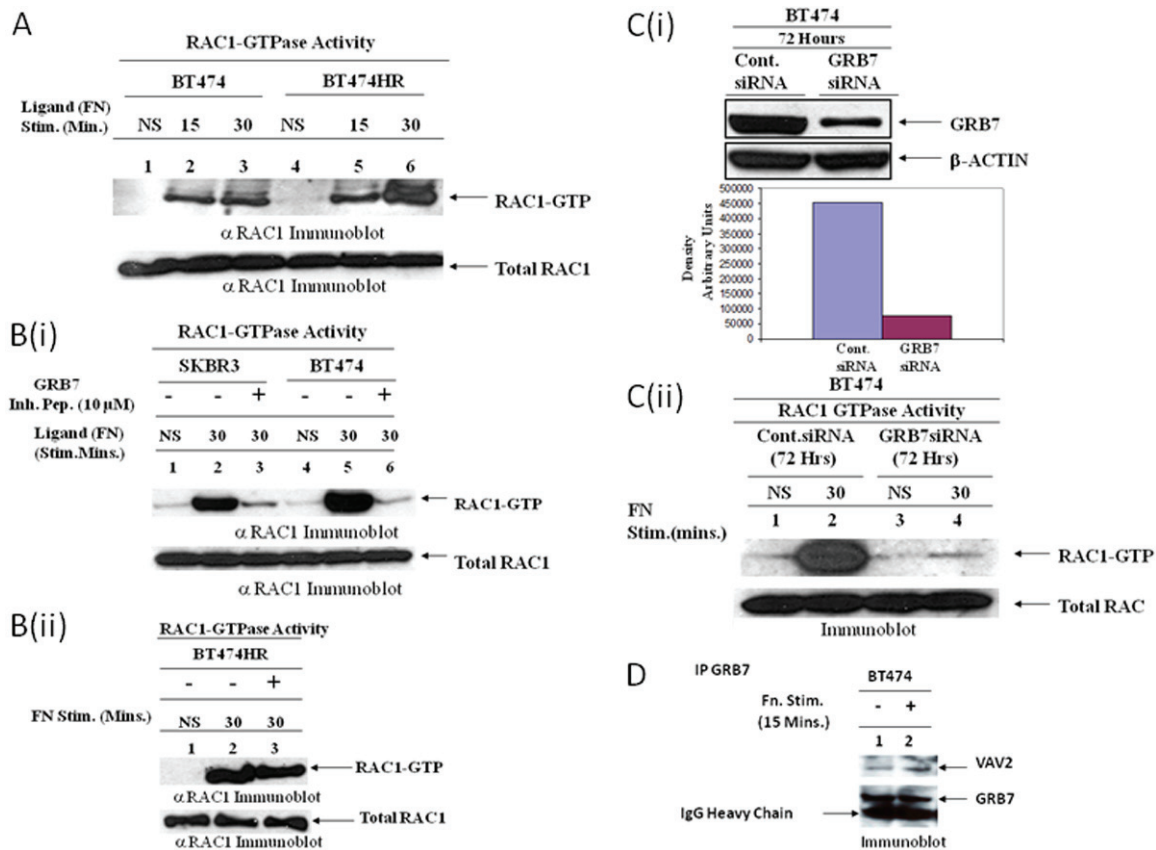 A
RAC1-GTPase Activity
BT474 BT474HR
Ligand (FN)
Stim. (Min.) NS 15 30 NS 15 30
1 2 3 4 5 6
RAC1-GTP
α RAC1 Immunoblot
Total RAC1
α RAC1 Immunoblot
B(i)
RAC1-GTPase Activity
SKBR3 BT474
GRB7
Inh. Pep. (10 µM) - - + - - +
Ligand (FN)
(Stim.Mins.) NS 30 30 NS 30 30
1 2 3 4 5 6
RAC1-GTP
α RAC1 Immunoblot
Total RAC1
α RAC1 Immunoblot
B(ii)
RAC1-GTPase Activity
BT474HR
- - +
FN Stim. (Mins.) NS 30 30
1 2 3
RAC1-GTP
α RAC1 Immunoblot
Total RAC1
α RAC1 Immunoblot
C(i)
BT474
72 Hours
Cont. GRB7
siRNA siRNA
GRB7
β-ACTIN
Density
Arbitrary Units
500000
450000
400000
350000
300000
250000
200000
150000
100000
50000
0
Cont. GRB7
siRNA siRNA
C(ii)
BT474
RAC1 GTPase Activity
Cont.siRNA GRB7siRNA
(72 Hrs) (72 Hrs)
NS 30 NS 30
FN
Stim.(mins.) 1 2 3 4
RAC1-GTP
Total RAC
Immunoblot
D
IP GRB7 BT474
Fn. Stim. - +
(15 Mins.)
1 2
VAV2
GRB7
IgG Heavy Chain
Immunoblot